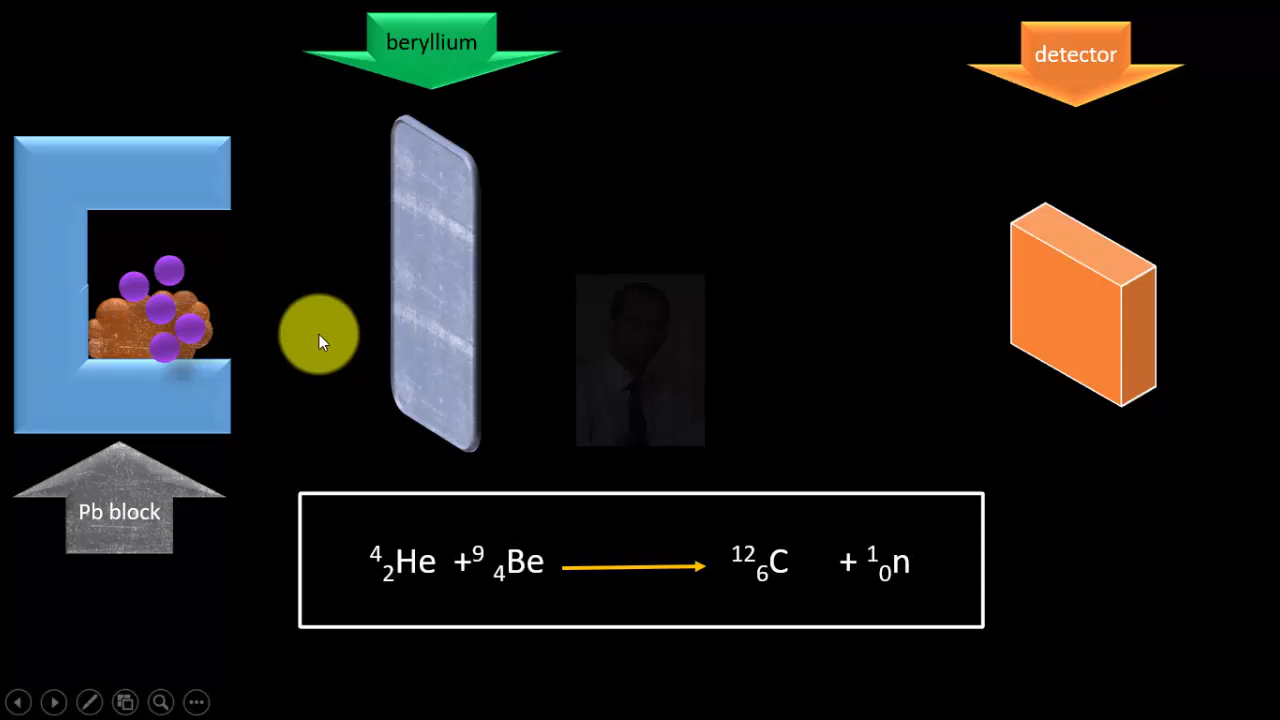 beryllium
detector
Pb block
⁴₂He +⁹₄Be ⟶ ¹²₆C + ¹₀n